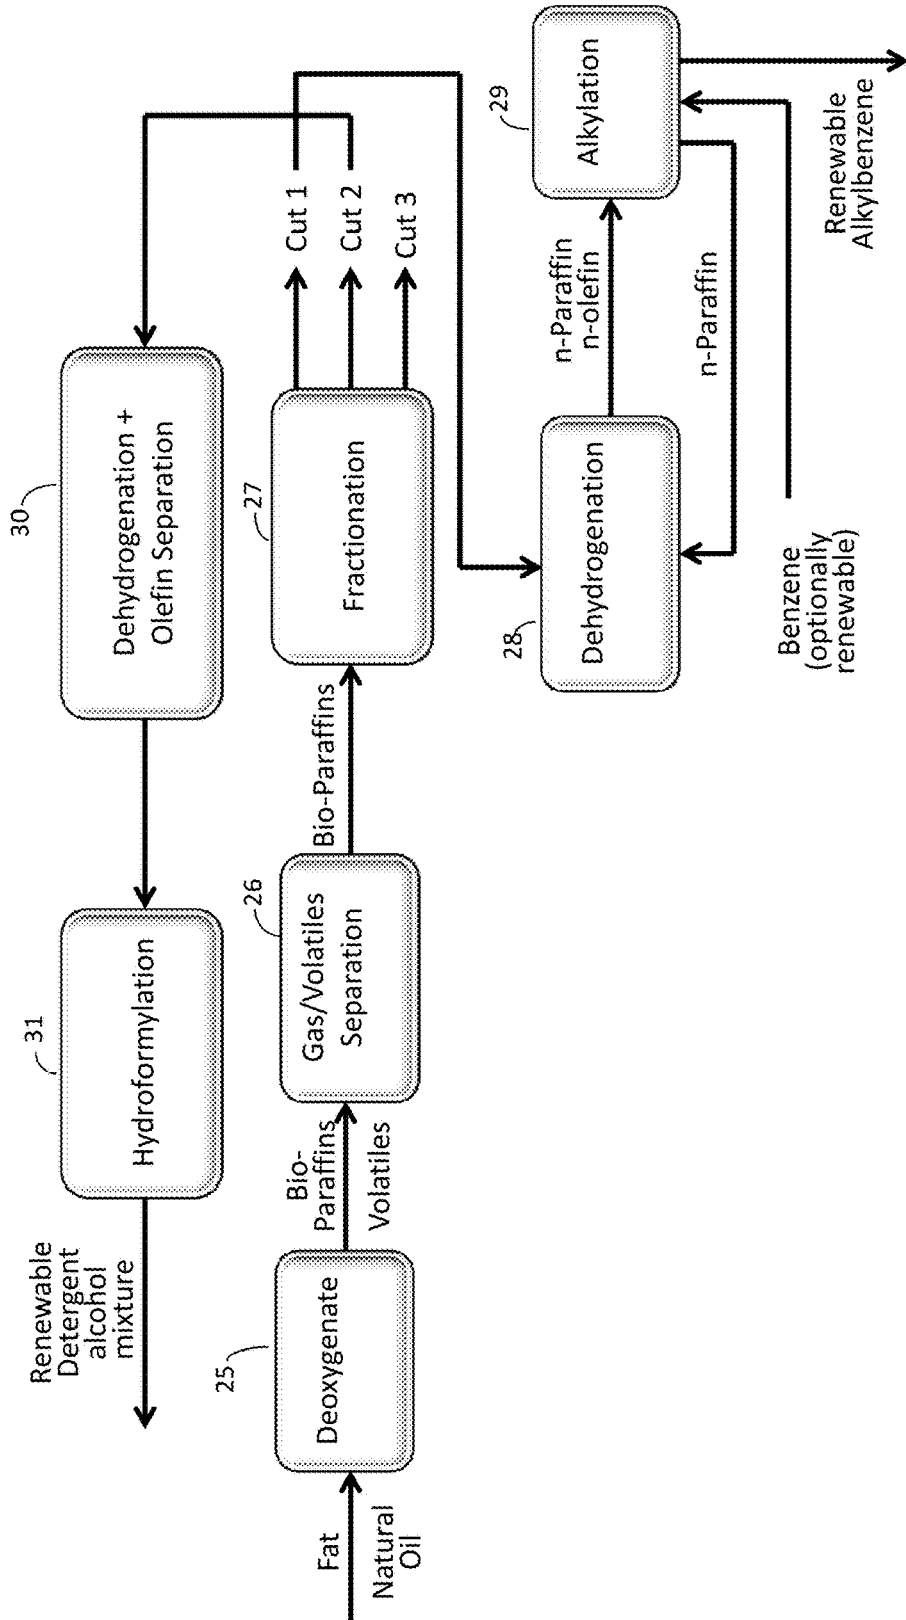 Renewable
Detergent
alcohol
mixture
31
Hydroformylation
30
Dehydrogenation +
Olefin Separation
Fat
Natural
Oil
25
Deoxygenate
Bio-
Paraffins
Volatiles
26
Gas/Volatiles
Separation
Bio-Paraffins
27
Fractionation
Cut 1
Cut 2
Cut 3
28
Dehydrogenation
n-Paraffin
n-olefin
29
Alkylation
n-Paraffin
Benzene
(optionally
renewable)
Renewable
Alkylbenzene